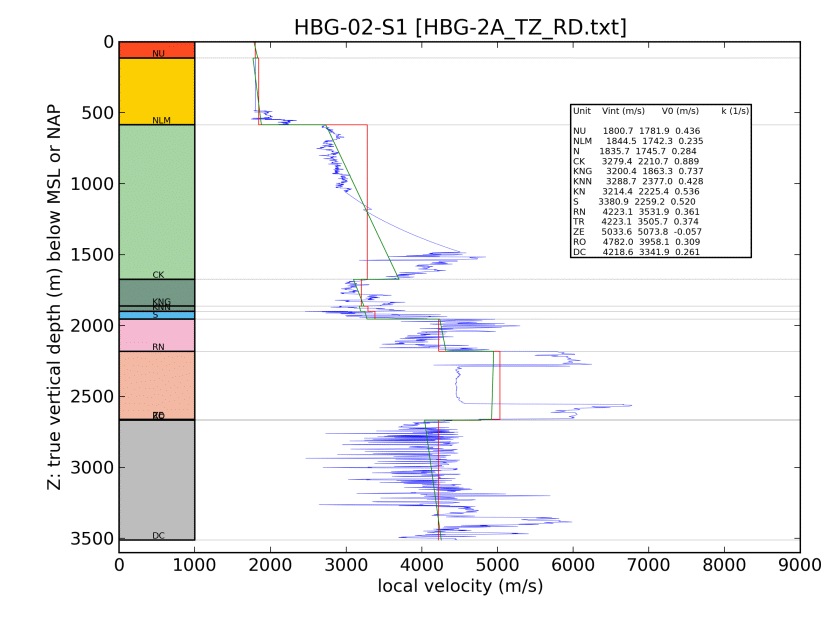 HBG-02-S1 [HBG-2A_TZ_RD.txt]
Z: true vertical depth (m) below MSL or NAP
0
500
1000
1500
2000
2500
3000
3500
NU
NLM
CK
KNG
KNN
S
RN
RO
DC
Unit Vint (m/s) V0 (m/s) k (1/s)
NU 1800.7 1781.9 0.436
NLM 1844.5 1742.3 0.235
N 1835.7 1745.7 0.284
CK 3279.4 2210.7 0.889
KNG 3200.4 1863.3 0.737
KNN 3288.7 2377.0 0.428
KN 3214.4 2225.4 0.536
S 3380.9 2259.2 0.520
RN 4223.1 3531.9 0.361
TR 4223.1 3505.7 0.374
ZE 5033.6 5073.8 -0.057
RO 4782.0 3958.1 0.309
DC 4218.6 3341.9 0.261
0 1000 2000 3000 4000 5000 6000 7000 8000 9000
local velocity (m/s)